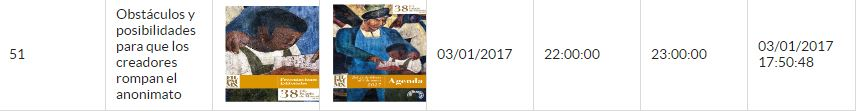 51
Obstáculos y
posibilidades
para que los
creadores
rompan el
anonimato
Presentaciones
Editoriales
38
38
Agenda
2017
03/01/2017
22:00:00
23:00:00
03/01/2017
17:50:48